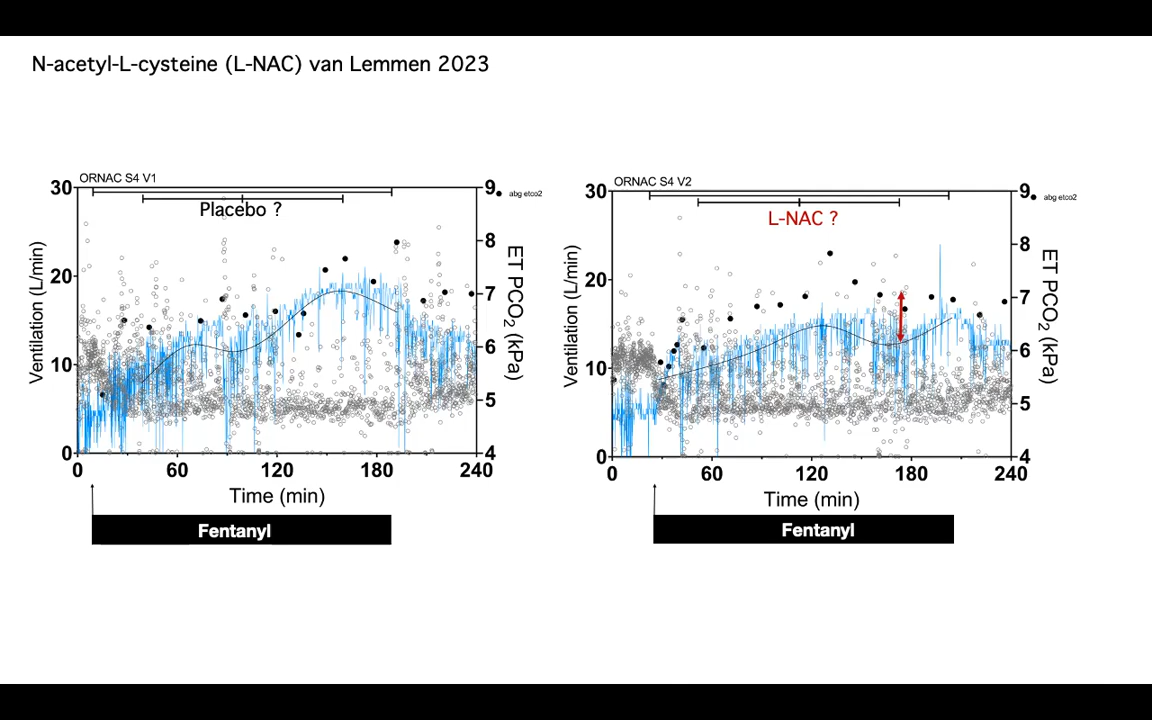 N-acetyl-L-cysteine (L-NAC) van Lemmen 2023
ORNAC S4 V1
Placebo ?
abg etco2
30
20
10
0
Ventilation (L/min)
9
8
7
6
5
4
ET PCO2 (kPa)
0 60 120 180 240
Time (min)
Fentanyl
ORNAC S4 V2
L-NAC ?
abg etco2
30
20
10
0
Ventilation (L/min)
9
8
7
6
5
4
ET PCO2 (kPa)
0 60 120 180 240
Time (min)
Fentanyl